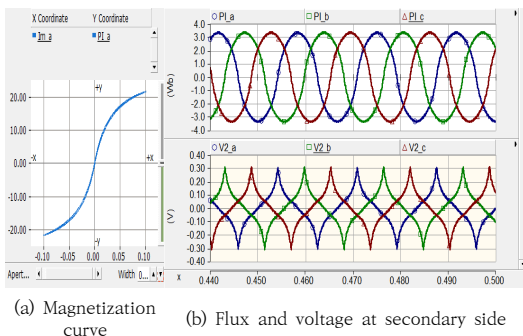 X Coordinate Y Coordinate
Im_a PI_a
+y
20.00
10.00
0.00
-x +x
10.00
-20.00
-y
-0.10 -0.05 0.00 0.05 0.10
Apert... Width 0...
PI_a PI_b PI_c
4.0
3.0
2.0
1.0
0.0
-1.0
-2.0
-3.0
-4.0
(Wb)
V2_a V2_b V2_c
0.40
0.30
0.20
0.10
0.00
-0.10
-0.20
-0.30
-0.40
(V)
x 0.440 0.450 0.460 0.470 0.480 0.490 0.500
(a) Magnetization curve
(b) Flux and voltage at secondary side